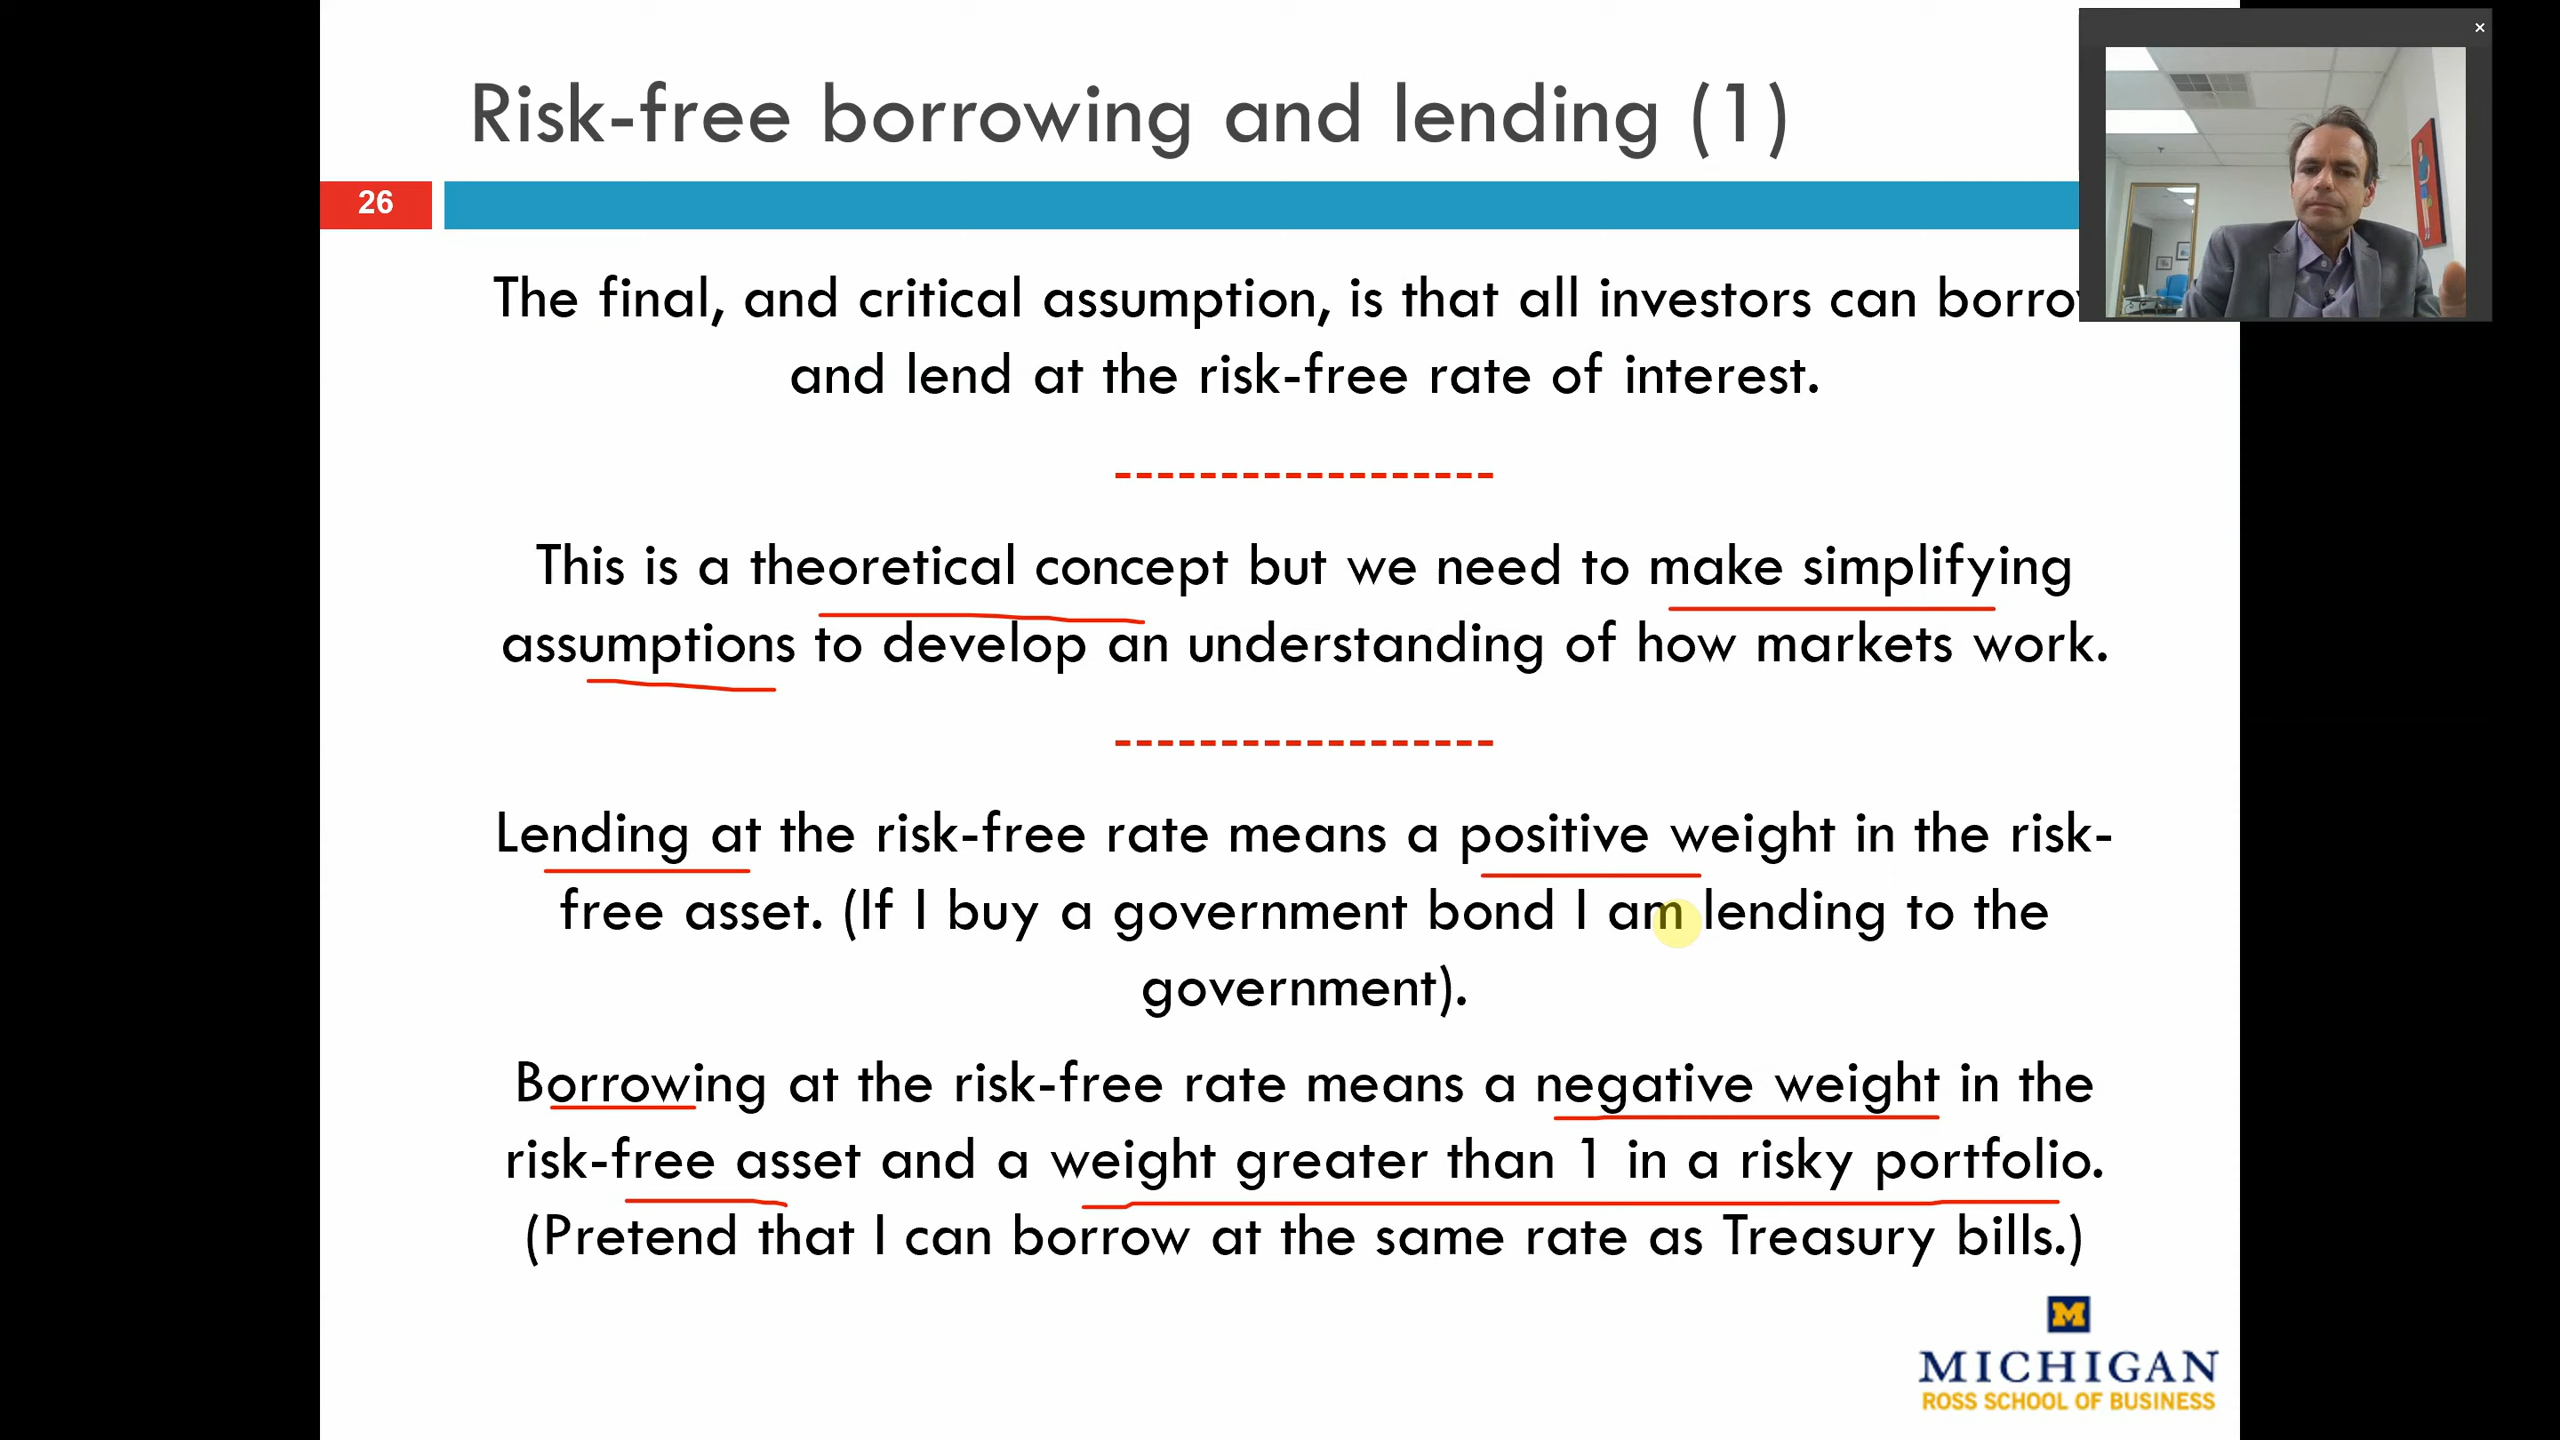 Risk-free borrowing and lending (1)
26
The final, and critical assumption, is that all investors can borro
and lend at the risk-free rate of interest.
------------------
This is a theoretical concept but we need to make simplifying
assumptions to develop an understanding of how markets work.
------------------
Lending at the risk-free rate means a positive weight in the risk-
free asset. (If I buy a government bond I am lending to the
government).
Borrowing at the risk-free rate means a negative weight in the
risk-free asset and a weight greater than 1 in a risky portfolio.
(Pretend that I can borrow at the same rate as Treasury bills.)
M
MICHIGAN
ROSS SCHOOL OF BUSINESS